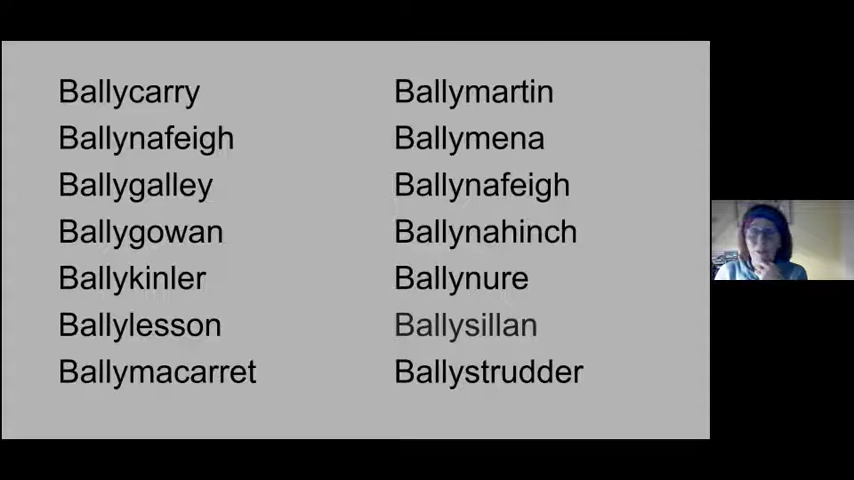 Ballycarry
Ballynafeigh
Ballygalley
Ballygowan
Ballykinler
Ballylesson
Ballymacarret
Ballymartin
Ballymena
Ballynafeigh
Ballynahinch
Ballynure
Ballysillan
Ballystrudder